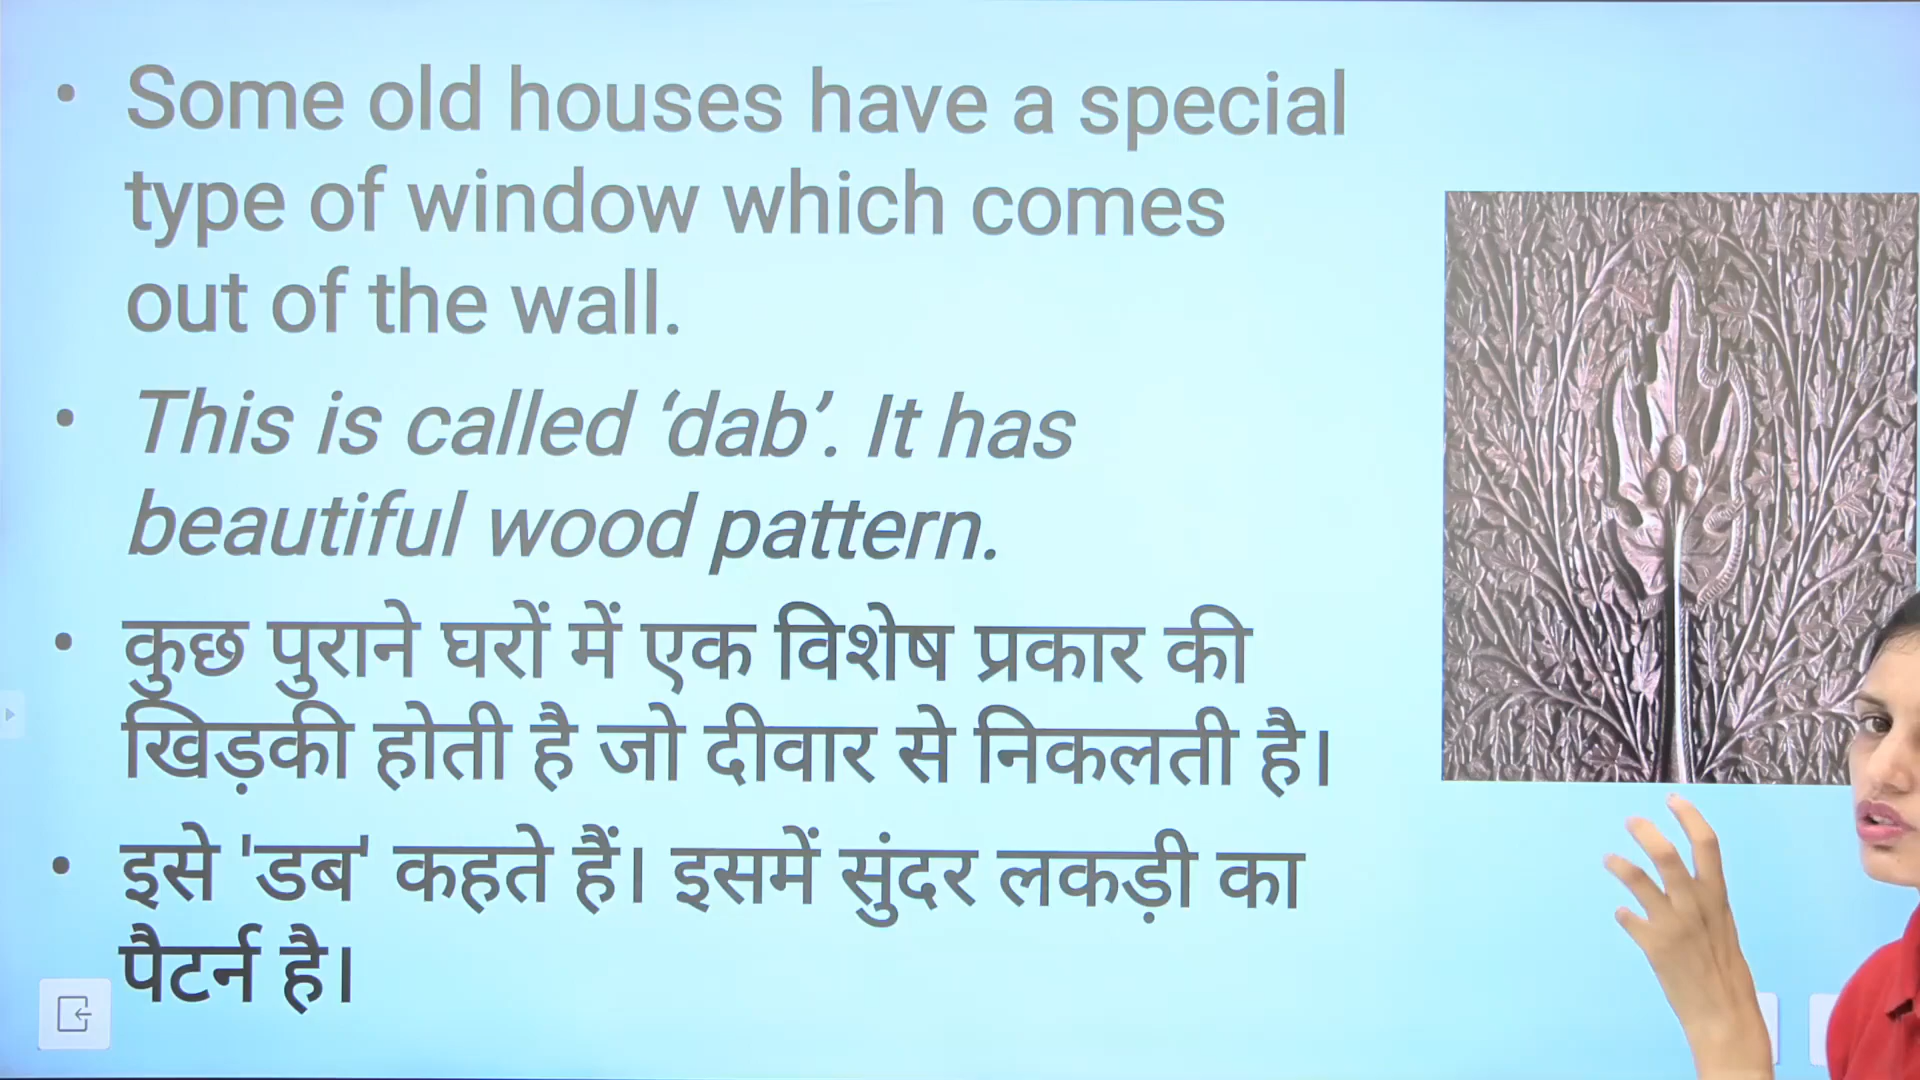 • Some old houses have a special
type of window which comes
out of the wall.
• This is called ‘dab’. It has
beautiful wood pattern.
• कुछ पुराने घरों में एक विशेष प्रकार की
खिड़की होती है जो दीवार से निकलती है।
• इसे 'डब' कहते हैं। इसमें सुंदर लकड़ी का
पैटर्न है।